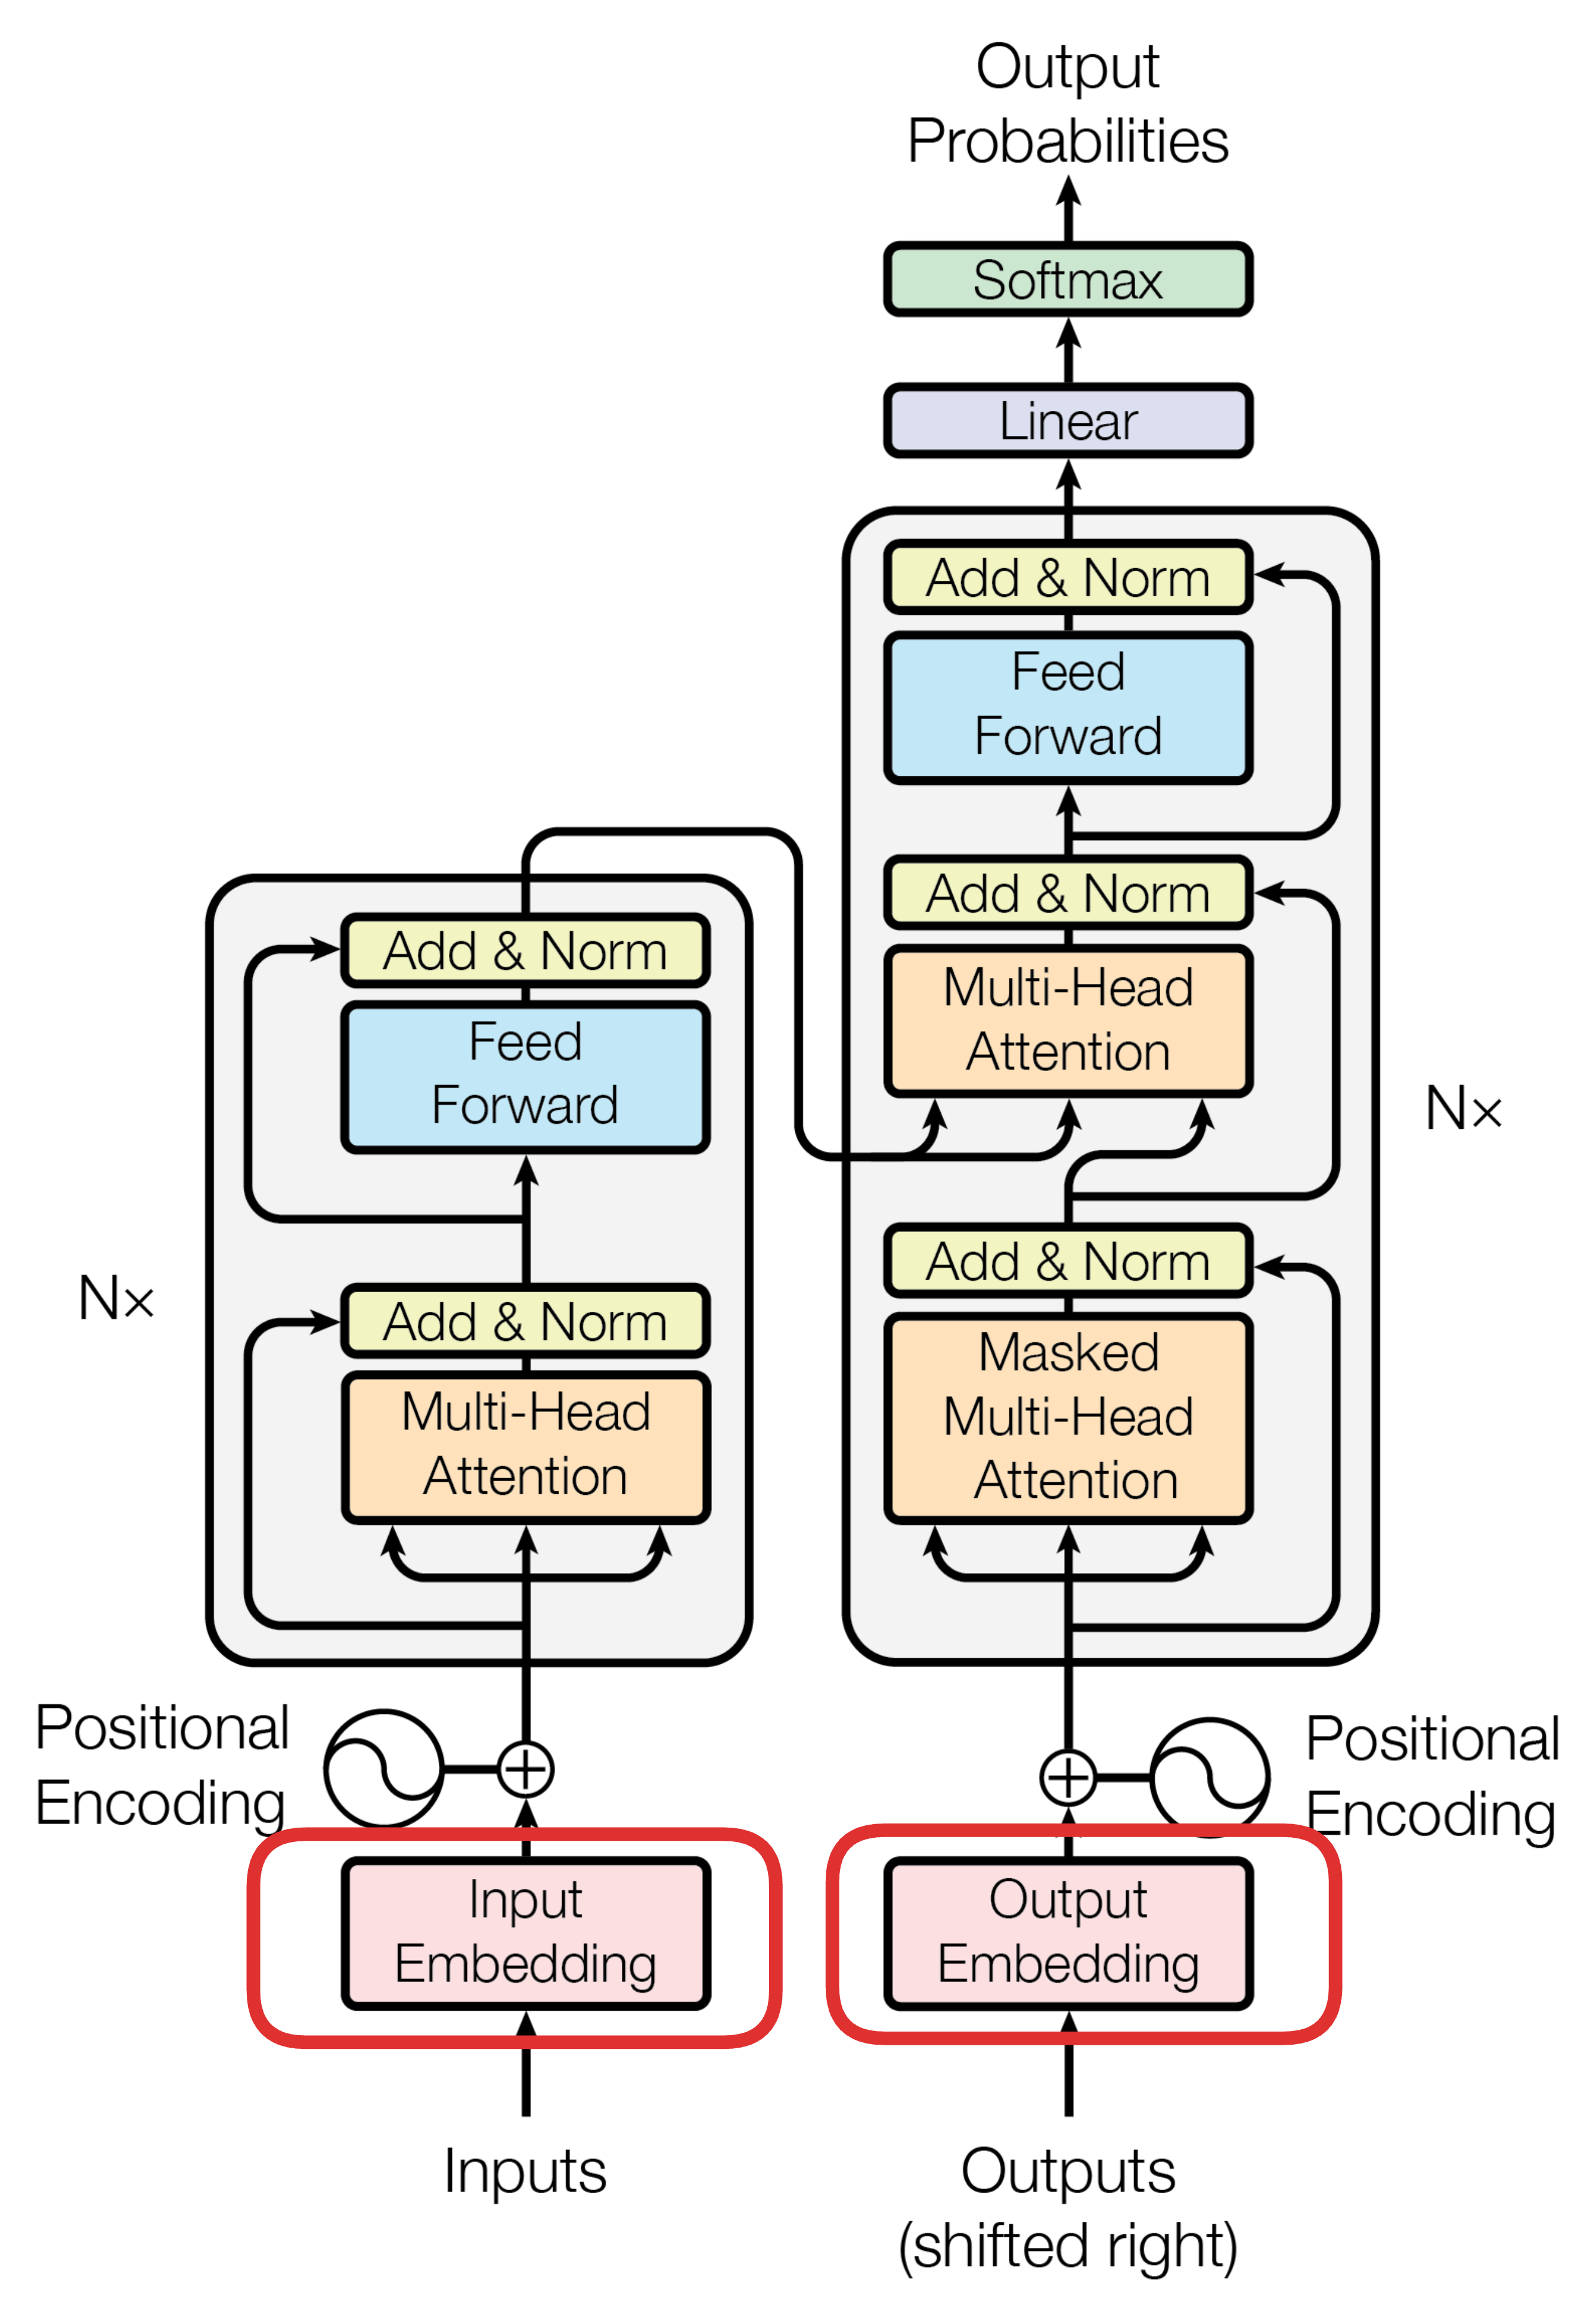 Output
Probabilities
Softmax
Linear
Add & Norm
Feed
Forward
Add & Norm
Multi-Head
Attention
N×
Add & Norm
Masked
Multi-Head
Attention
Add & Norm
Feed
Forward
N×
Add & Norm
Multi-Head
Attention
Positional
Encoding
Positional
Encoding
Input
Embedding
Output
Embedding
Inputs
Outputs
(shifted right)